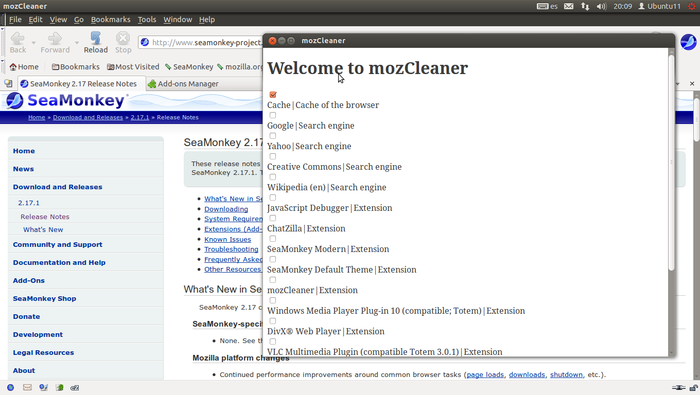 mozCleaner
es
20:09
Ubuntu11
File Edit View Go Bookmarks Tools Window Help
Back Forward Reload Stop
http://www.seamonkey-project.
Home Bookmarks Most Visited SeaMonkey mozilla.org
SeaMonkey 2.17 Release Notes
Add-ons Manager
SeaMonkey
Home » Download and Releases » 2.17.1 » Release Notes
Home
News
Download and Releases
2.17.1
Release Notes
What's New
Community and Support
Documentation and Help
Add-Ons
SeaMonkey Shop
Donate
Development
Legal Resources
About
SeaMonkey 2.17
These release notes
SeaMonkey 2.17.1. T
What's New in Se
Downloading
System Requiren
Extensions (Add-
Known Issues
Troubleshooting
Frequently Asked
Other Resources
What's New in Se
SeaMonkey 2.17 c
SeaMonkey-specif
None. See th
Mozilla platform changes
Continued performance improvements around common browser tasks (page loads, downloads, shutdown, etc.).
mozCleaner
Welcome to mozCleaner
Cache|Cache of the browser
Google|Search engine
Yahoo|Search engine
Creative Commons|Search engine
Wikipedia (en)|Search engine
JavaScript Debugger|Extension
ChatZilla|Extension
SeaMonkey Modern|Extension
SeaMonkey Default Theme|Extension
mozCleaner|Extension
Windows Media Player Plug-in 10 (compatible; Totem)|Extension
DivX® Web Player|Extension
VLC Multimedia Plugin (compatible Totem 3.0.1)|Extension